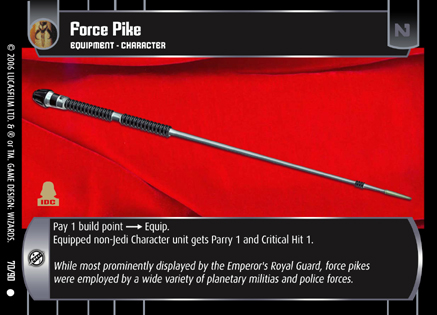 Force Pike
EQUIPMENT - CHARACTER
N
IDC
Pay 1 build point → Equip.
Equipped non-Jedi Character unit gets Parry 1 and Critical Hit 1.
While most prominently displayed by the Emperor's Royal Guard, force pikes
were employed by a wide variety of planetary militias and police forces.
© 2006 LUCASFILM LTD. & ® or TM. GAME DESIGN: WIZARDS. 70/90